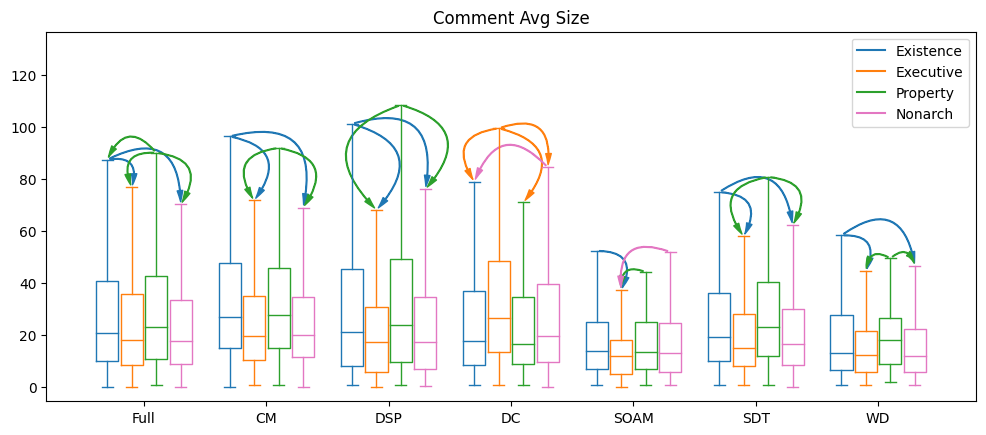 Comment Avg Size
Existence
Executive
Property
Nonarch
120
100
80
60
40
20
0
Full CM DSP DC SOAM SDT WD